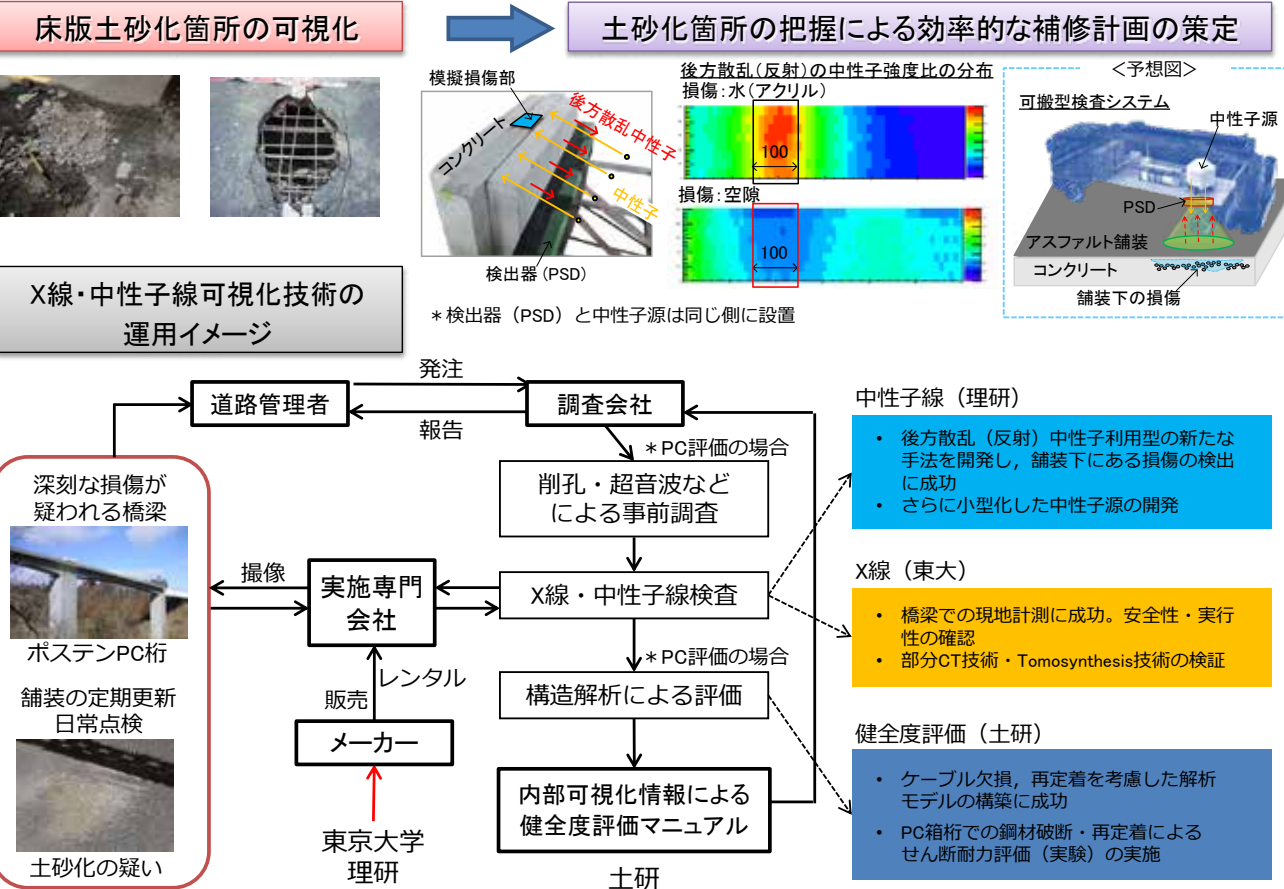 床版土砂化箇所の可視化
土砂化箇所の把握による効率的な補修計画の策定
模擬損傷部
コンクリート
後方散乱中性子
中性子
検出器(PSD)
後方散乱(反射)の中性子強度比の分布
損傷:水(アクリル)
100
損傷:空隙
100
*検出器(PSD)と中性子源は同じ側に設置
<予想図>
可搬型検査システム
中性子源
PSD
アスファルト舗装
コンクリート
舗装下の損傷
X線・中性子線可視化技術の
運用イメージ
道路管理者
発注
報告
調査会社
*PC評価の場合
削孔・超音波など
による事前調査
深刻な損傷が
疑われる橋梁
ポステンPC桁
舗装の定期更新
日常点検
土砂化の疑い
撮像
実施専門
会社
X線・中性子線検査
*PC評価の場合
構造解析による評価
販売
レンタル
メーカー
東京大学
理研
内部可視化情報による
健全度評価マニュアル
土研
中性子線(理研)
• 後方散乱(反射)中性子利用型の新たな
手法を開発し,舗装下にある損傷の検出
に成功
• さらに小型化した中性子源の開発
X線(東大)
• 橋梁での現地計測に成功。安全性・実行
性の確認
• 部分CT技術・Tomosynthesis技術の検証
健全度評価(土研)
• ケーブル欠損,再定着を考慮した解析
モデルの構築に成功
• PC箱桁での鋼材破断・再定着による
せん断耐力評価(実験)の実施